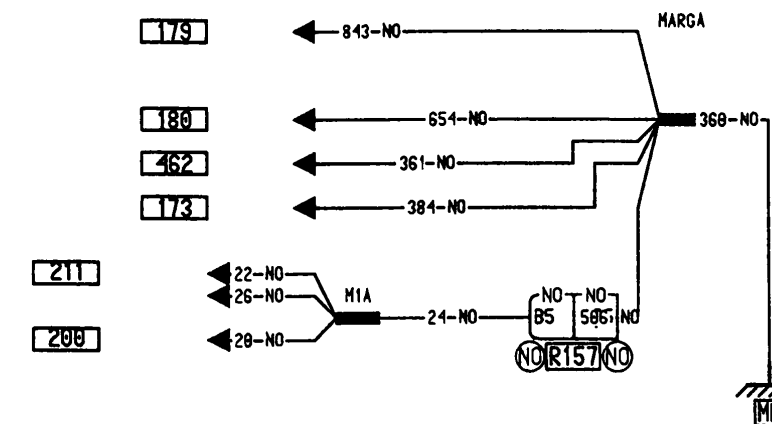 MARGA
179 843-NO
180 654-NO 360-NO
462 361-NO
173 384-NO
211 22-NO
26-NO M1A
NO NO
24-NO B5 NO
200 28-NO
NO R157 NO